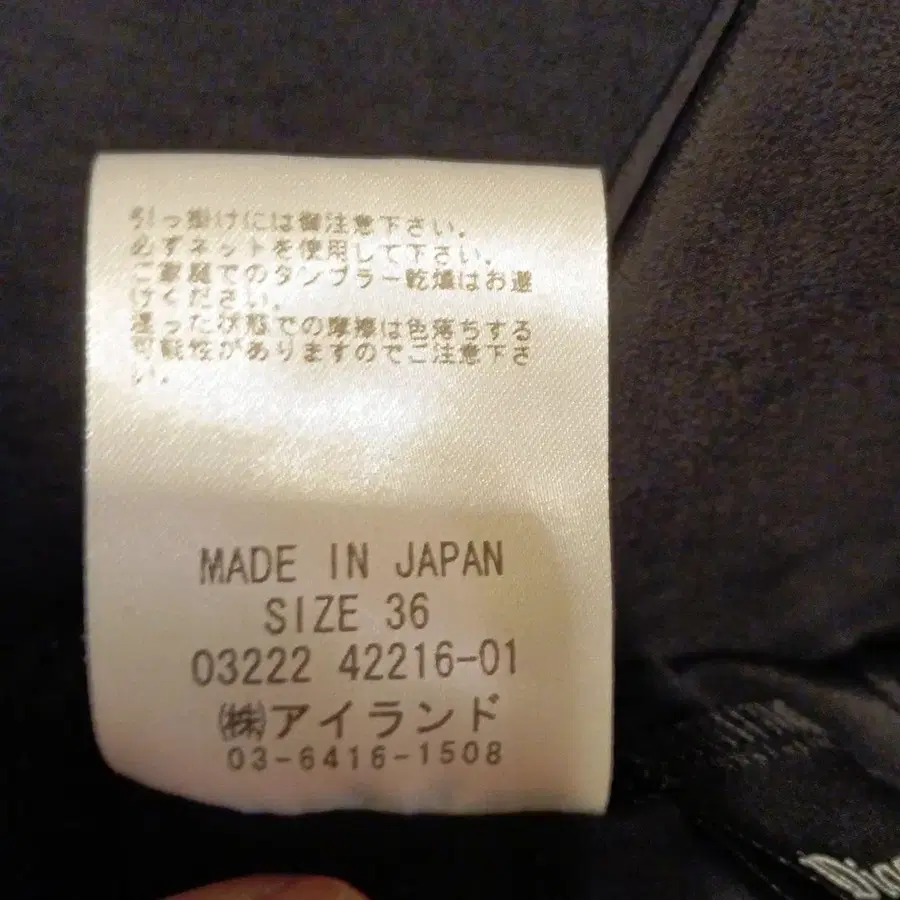 引っ掛けには御注意下さい。
必ずネットを使用して下さい。
ご家庭でのタンブラー乾燥はお避
けください。
湿った状態での摩擦は色落ちする
可能性がありますのでご注意下さ
い。
MADE IN JAPAN
SIZE 36
03222 42216-01
㈱アイランド
03-6416-1508